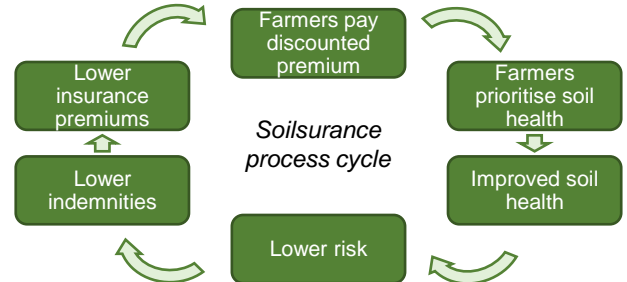 Farmers pay
discounted
premium
Farmers
prioritise soil
health
Improved soil
health
Lower risk
Lower
indemnities
Lower
insurance
premiums
Soilsurance
process cycle